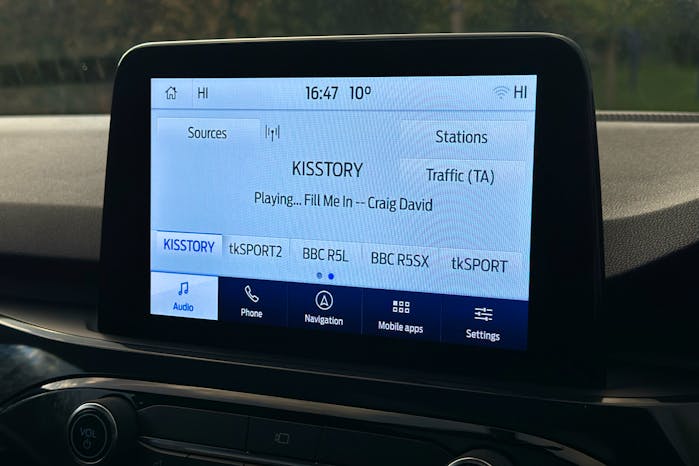 HI 16:47 10º HI
Sources Stations
KISSTORY
Traffic (TA)
Playing... Fill Me In -- Craig David
KISSTORY tkSPORT2 BBC R5L BBC R5SX tkSPORT
Audio Phone Navigation Mobile apps Settings
VOL